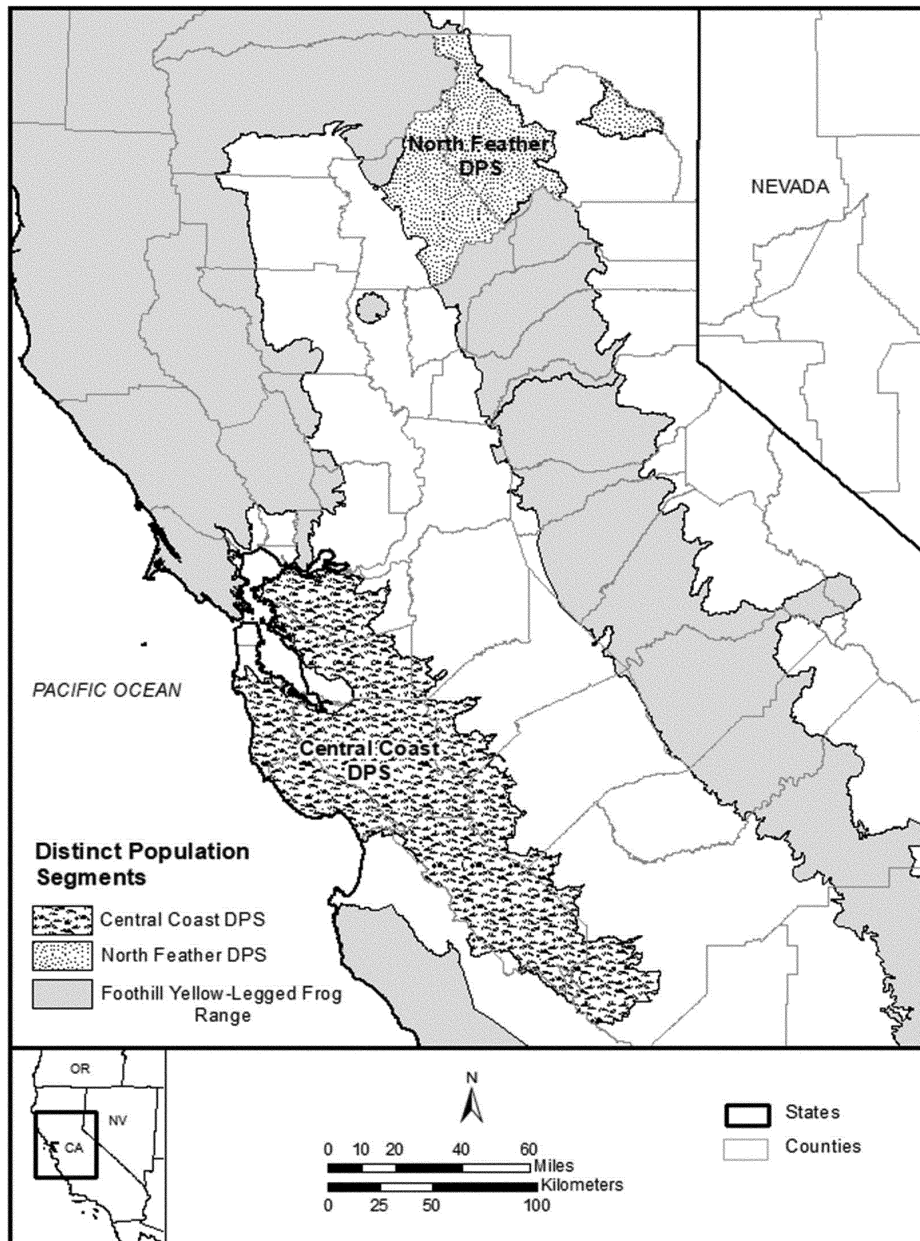 North Feather
DPS
NEVADA
PACIFIC OCEAN
Central Coast
DPS
Distinct Population
Segments
Central Coast DPS
North Feather DPS
Foothill Yellow-Legged Frog
Range
OR
NV
CA
N
0 10 20 40 60
Miles
Kilometers
0 25 50 100
States
Counties